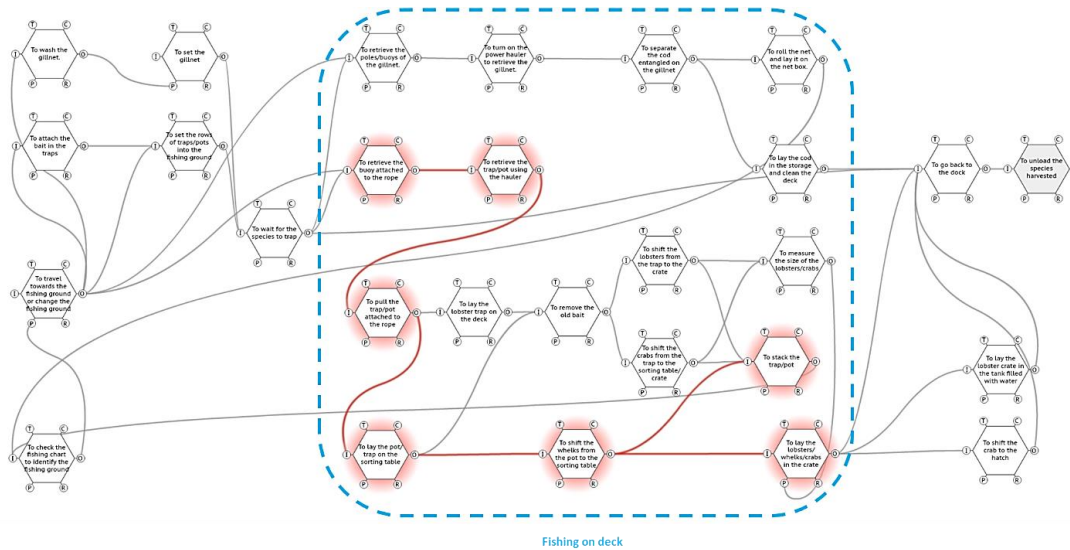 To wash the
gillnet.
To set the
gillnet
To retrieve the
poles/buoys of
the gillnet.
To turn on the
power hauler
to retrieve the
gillnet.
To separate
the cod
entangled on
the gillnet
To roll the net
and lay it on
the net box.
To attach the
bait in the
traps
To set the rows
of traps/pots
into the
fishing ground
To retrieve the
buoy attached
to the rope
To retrieve the
trap/pot using
the hauler
To lay the cod
in the storage
and clean the
deck
To go back to
the dock
To unload the
species
harvested
To wait for the
species to trap
To travel
towards the
fishing ground
or change the
fishing ground
To pull the
trap/pot
attached to
the rope
To lay the
lobster trap on
the deck
To remove the
old bait
To shift the
lobsters from
the trap to the
crate
To measure
the size of the
lobsters/crabs
To shift the
crabs from the
trap to the
sorting table/
crate
To stack the
trap/pot
To lay the
lobster crate in
the tank filled
with water
To check the
fishing chart
to identify the
fishing ground
To lay the pot/
trap on the
sorting table
To shift the
whelks from
the pot to the
sorting table
To lay the
lobsters/
whelks/crabs
in the crate
To shift the
crab to the
hatch
Fishing on deck